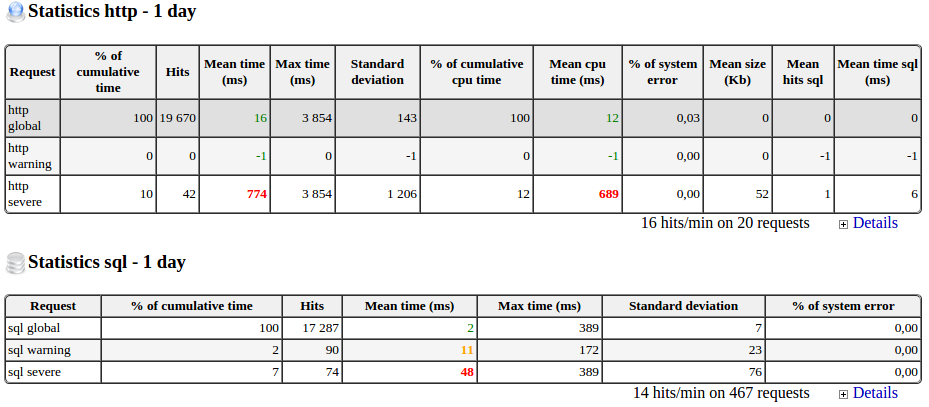 Statistics http - 1 day
Request % of cumulative time Hits Mean time (ms) Max time (ms) Standard deviation % of cumulative cpu time Mean cpu time (ms) % of system error Mean size (Kb) Mean hits sql Mean time sql (ms)
http global 100 19 670 16 3 854 143 100 12 0,03 0 0 0
http warning 0 0 -1 0 -1 0 -1 0,00 0 -1 -1
http severe 10 42 774 3 854 1 206 12 689 0,00 52 1 6
16 hits/min on 20 requests Details
Statistics sql - 1 day
Request % of cumulative time Hits Mean time (ms) Max time (ms) Standard deviation % of system error
sql global 100 17 287 2 389 7 0,00
sql warning 2 90 11 172 23 0,00
sql severe 7 74 48 389 76 0,00
14 hits/min on 467 requests Details